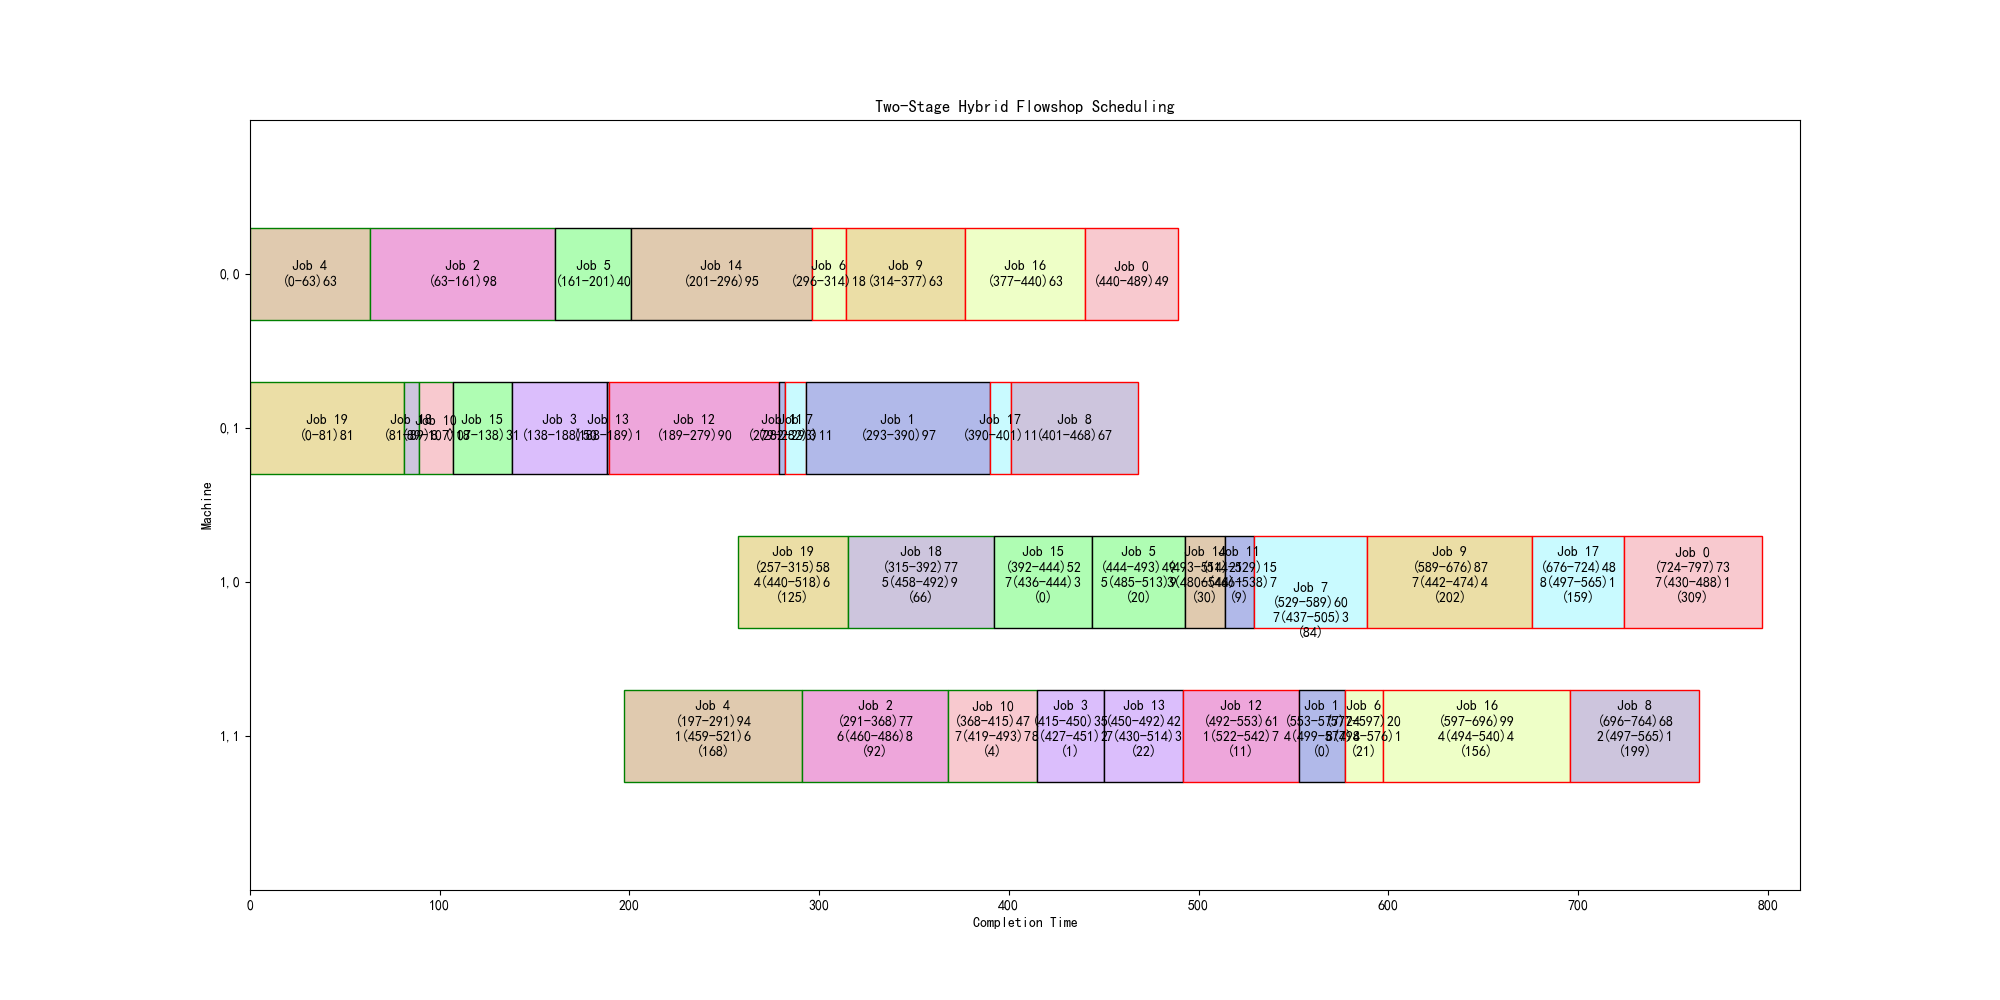 Two-Stage Hybrid Flowshop Scheduling
0,0
Job 4
(0-63)63
Job 2
(63-161)98
Job 5
(161-201)40
Job 14
(201-296)95
Job 6
(296-314)18
Job 9
(314-377)63
Job 16
(377-440)63
Job 0
(440-489)49
0,1
Job 19
(0-81)81
Job 18
Job 10
Job 15
(107-138)31
Job 3
(138-188)50
Job 13
(188-189)1
Job 12
(189-279)90
Job 11
Job 7
Job 1
(293-390)97
Job 17
(390-401)11
Job 8
(401-468)67
1,0
Job 19
(257-315)58
4(440-518)6
(125)
Job 18
(315-392)77
5(458-492)9
(66)
Job 15
(392-444)52
7(436-444)3
(0)
Job 5
(444-493)49
5(485-513)9
(20)
Job 14
(30)
Job 11
(514-529)15
(9)
Job 7
(529-589)60
7(437-505)3
(84)
Job 9
(589-676)87
7(442-474)4
(202)
Job 17
(676-724)48
8(497-565)1
(159)
Job 0
(724-797)73
7(430-488)1
(309)
1,1
Job 4
(197-291)94
1(459-521)6
(168)
Job 2
(291-368)77
6(460-486)8
(92)
Job 10
(368-415)47
7(419-493)7
(4)
Job 3
(415-450)35
8(427-451)2
(1)
Job 13
(450-492)42
7(430-514)3
(22)
Job 12
(492-553)61
1(522-542)7
(11)
Job 1
(553-577)24
(0)
Job 6
(577-597)20
(21)
Job 16
(597-696)99
4(494-540)4
(156)
Job 8
(696-764)68
2(497-565)1
(199)
Machine
0 100 200 300 400 500 600 700 800
Completion Time